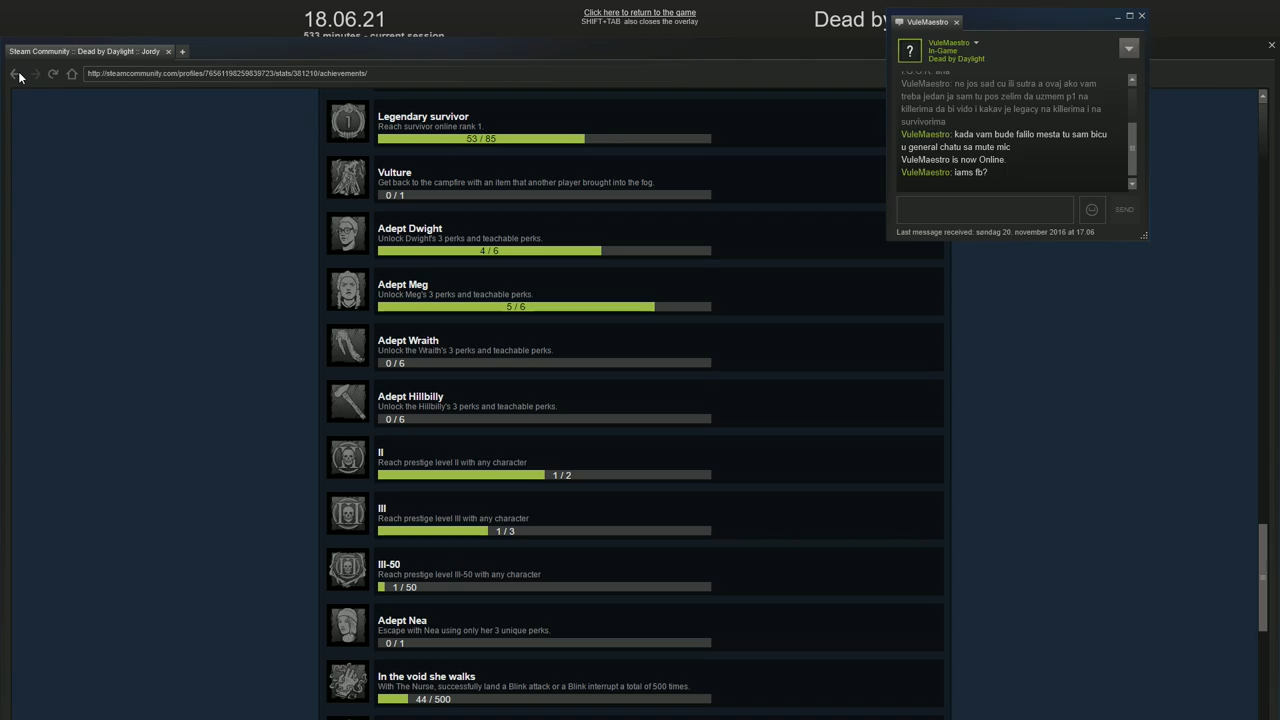 18.06.21
533 minutes - current session
Click here to return to the game
SHIFT+TAB also closes the overlay
Dead by
Steam Community :: Dead by Daylight :: Jordy
http://steamcommunity.com/profiles/76561198259839723/stats/381210/achievements/
Legendary survivor
Reach survivor online rank 1.
53 / 85
Vulture
Get back to the campfire with an item that another player brought into the fog.
0 / 1
Adept Dwight
Unlock Dwight's 3 perks and teachable perks.
4 / 6
Adept Meg
Unlock Meg's 3 perks and teachable perks.
5 / 6
Adept Wraith
Unlock the Wraith's 3 perks and teachable perks.
0 / 6
Adept Hillbilly
Unlock the Hillbilly's 3 perks and teachable perks.
0 / 6
II
Reach prestige level II with any character
1 / 2
III
Reach prestige level III with any character
1 / 3
III-50
Reach prestige level III-50 with any character
1 / 50
Adept Nea
Escape with Nea using only her 3 unique perks.
0 / 1
In the void she walks
With The Nurse, successfully land a Blink attack or a Blink interrupt a total of 500 times.
44 / 500
VuleMaestro
?
VuleMaestro
In-Game
Dead by Daylight
VuleMaestro: ne jos sad cu ili sutra a ovaj ako vam
treba jedan ja sam tu pos zelim da uzmem p1 na
killerima da bi vido i kakav je legacy na killerima i na
survivorima
VuleMaestro: kada vam bude falilo mesta tu sam bicu
u general chatu sa mute mic
VuleMaestro is now Online.
VuleMaestro: iams fb?
SEND
Last message received: søndag 20. november 2016 at 17.06